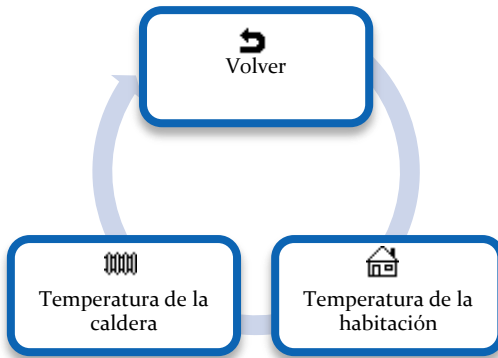 Volver
Temperatura de la
caldera
Temperatura de la
habitación